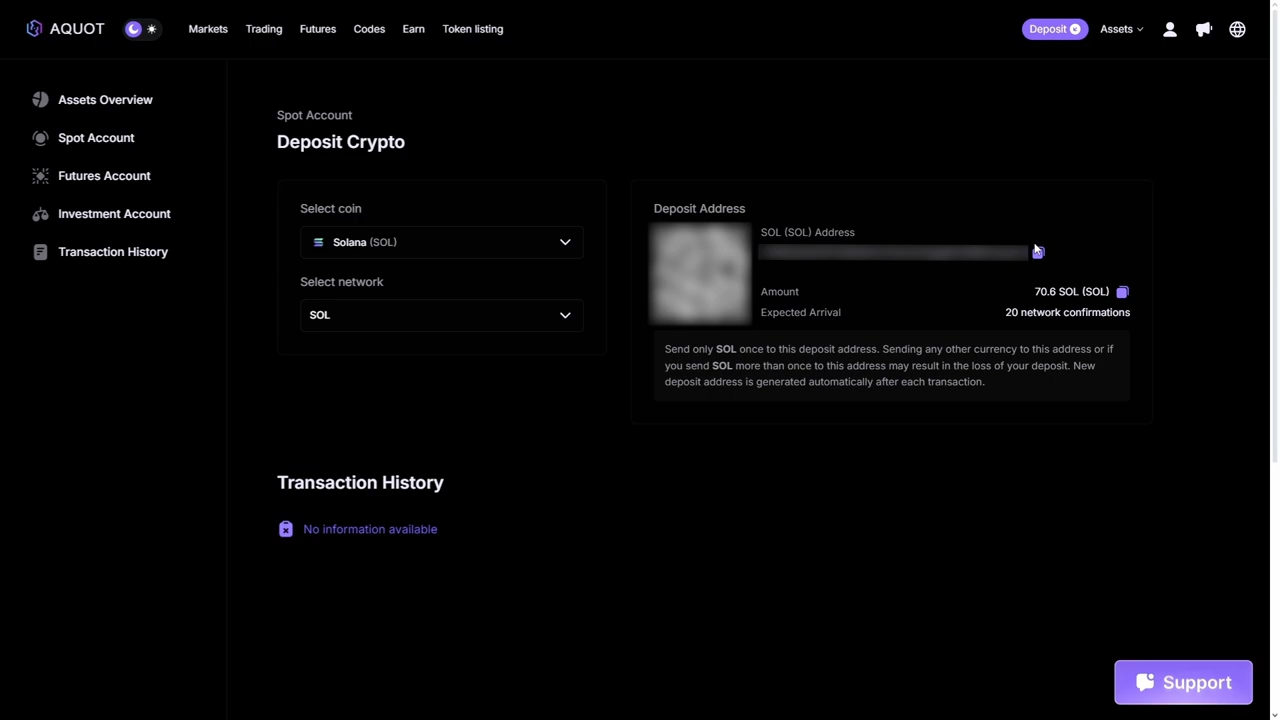 AQUOT
Markets
Trading
Futures
Codes
Earn
Token listing
Deposit
Assets
Assets Overview
Spot Account
Futures Account
Investment Account
Transaction History
Spot Account
Deposit Crypto
Select coin
Solana (SOL)
Select network
SOL
Deposit Address
SOL (SOL) Address
Amount
70.6 SOL (SOL)
Expected Arrival
20 network confirmations
Send only SOL once to this deposit address. Sending any other currency to this address or if
you send SOL more than once to this address may result in the loss of your deposit. New
deposit address is generated automatically after each transaction.
Transaction History
No information available
Support